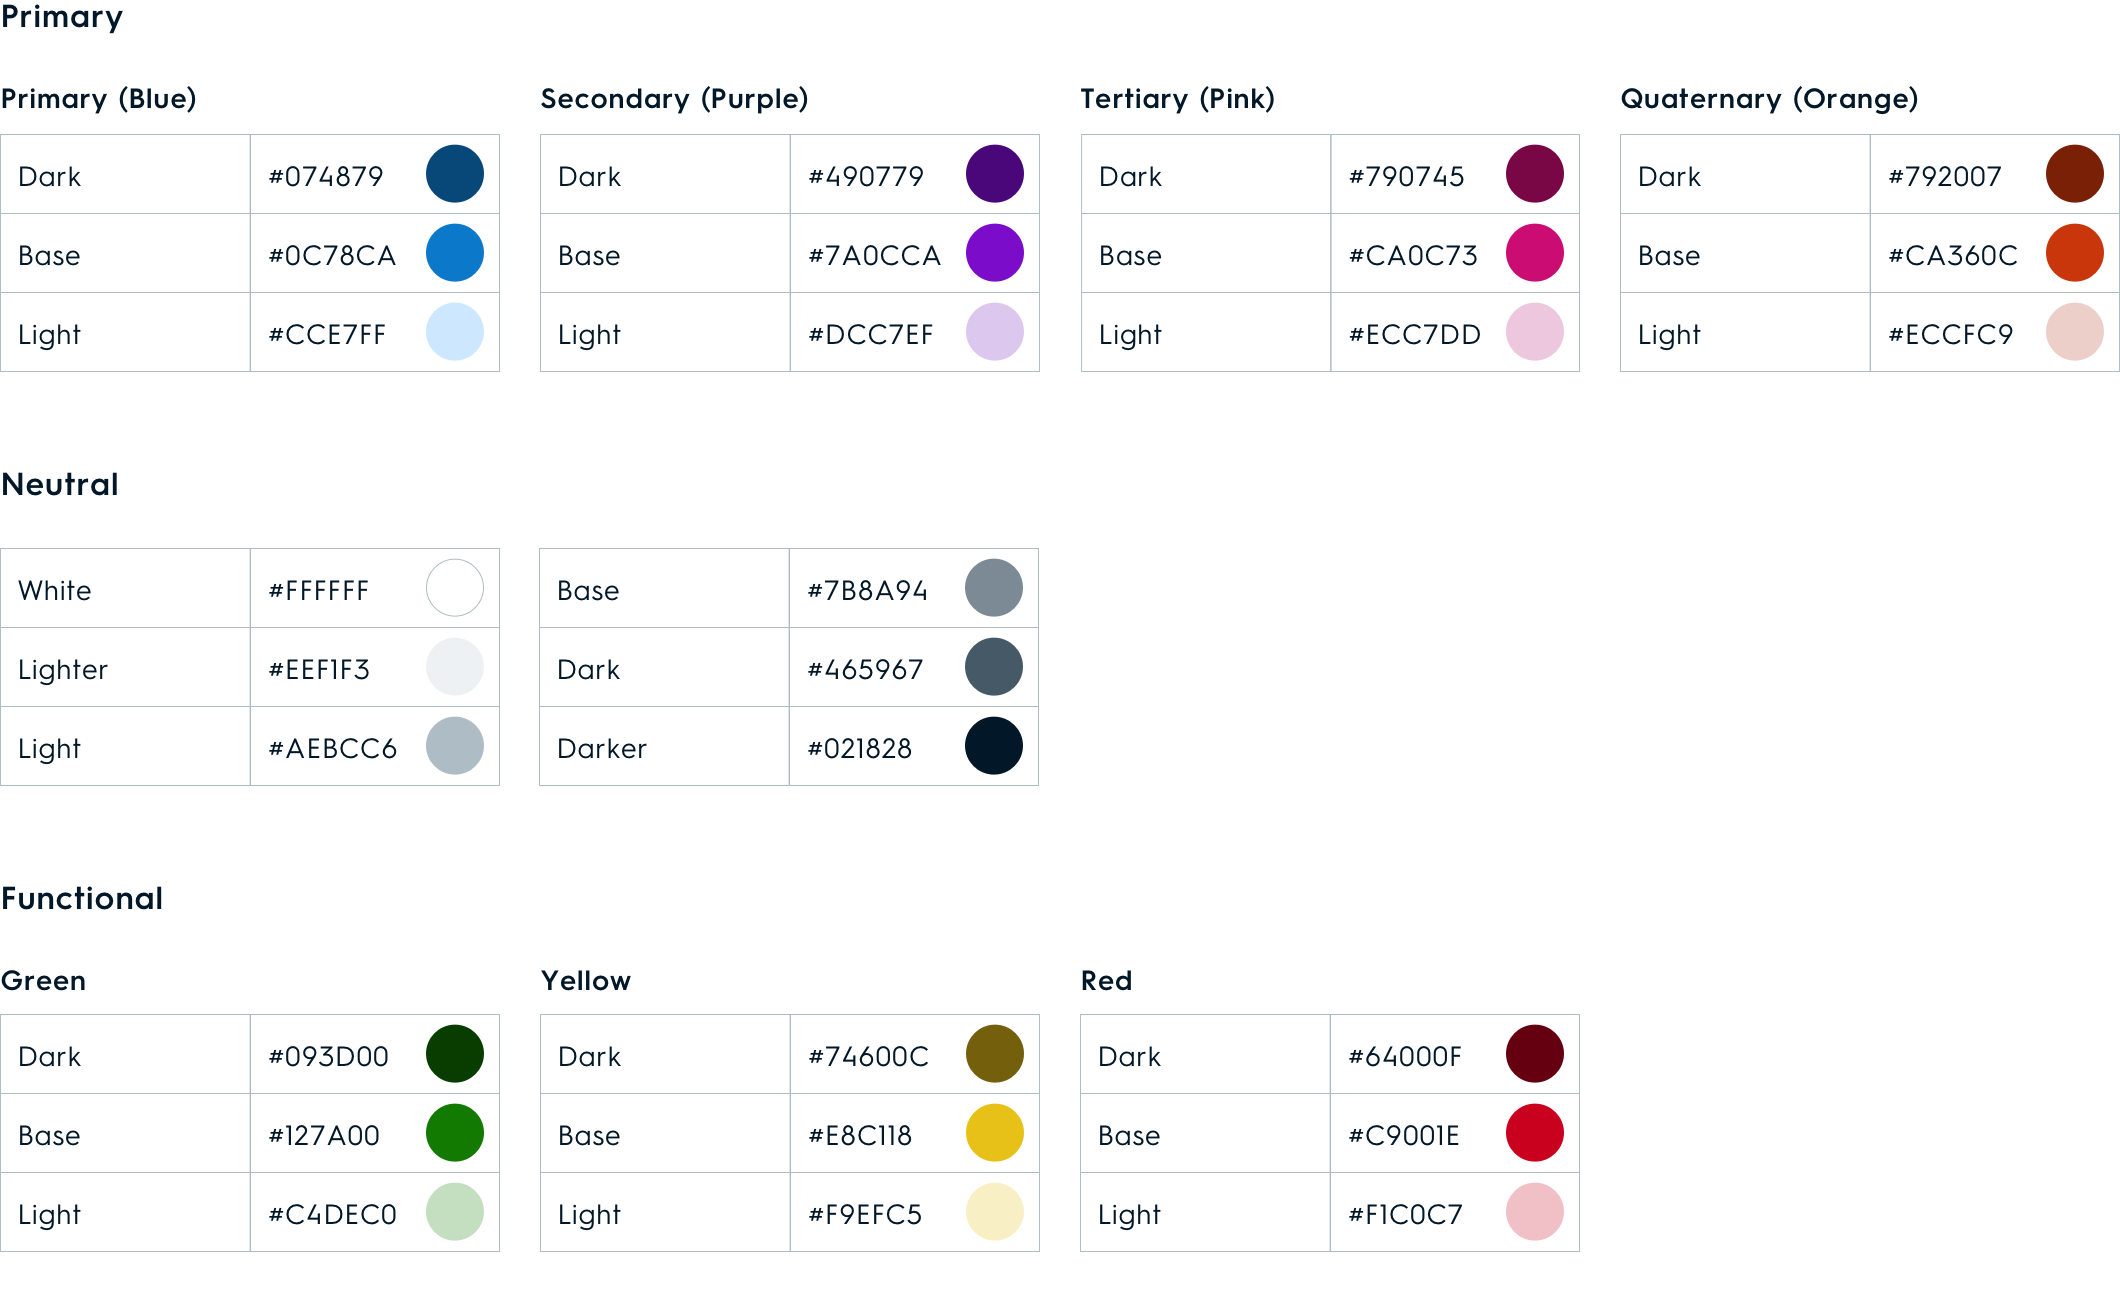 Primary
Primary (Blue)
Dark #074879
Base #0C78CA
Light #CCE7FF
Secondary (Purple)
Dark #490779
Base #7A0CCA
Light #DCC7EF
Tertiary (Pink)
Dark #790745
Base #CA0C73
Light #ECC7DD
Quaternary (Orange)
Dark #792007
Base #CA360C
Light #ECCFC9
Neutral
White #FFFFFF
Lighter #EEF1F3
Light #AEBCC6
Base #7B8A94
Dark #465967
Darker #021828
Functional
Green
Dark #093D00
Base #127A00
Light #C4DEC0
Yellow
Dark #74600C
Base #E8C118
Light #F9EFC5
Red
Dark #64000F
Base #C9001E
Light #F1C0C7